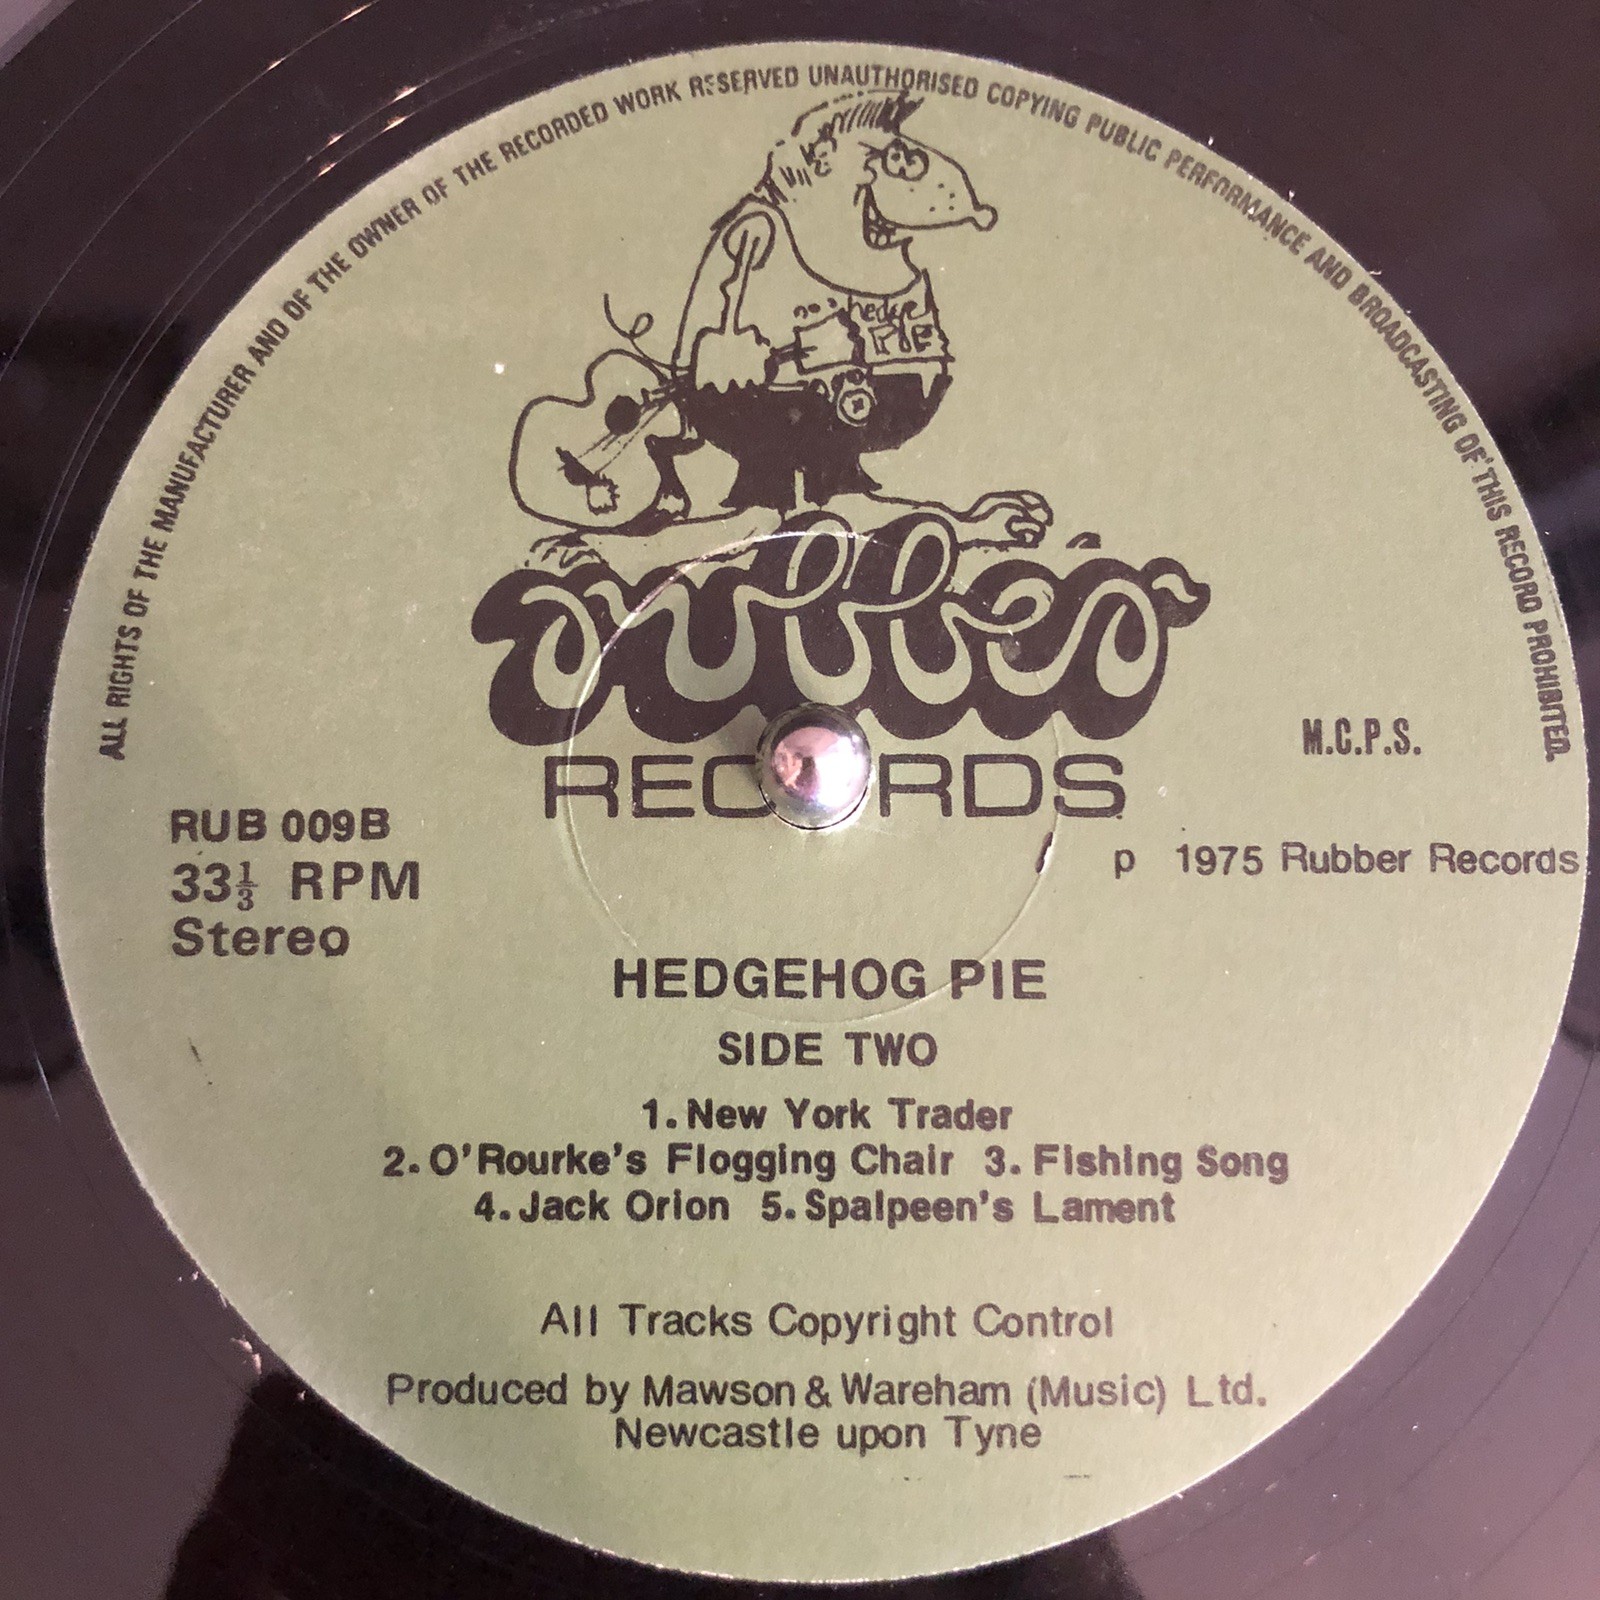 ALL RIGHTS OF THE MANUFACTURER AND OF THE OWNER OF THE RECORDED WORK RESERVED UNAUTHORISED COPYING PUBLIC PERFORMANCE AND BROADCASTING OF THIS RECORD PROHIBITED.
hedge
PIE
rubber
RECORDS
M.C.P.S.
RUB 009B
33⅓ RPM
Stereo
p 1975 Rubber Records
HEDGEHOG PIE
SIDE TWO
1. New York Trader
2. O'Rourke's Flogging Chair 3. Fishing Song
4. Jack Orion 5. Spalpeen's Lament
All Tracks Copyright Control
Produced by Mawson & Wareham (Music) Ltd.
Newcastle upon Tyne